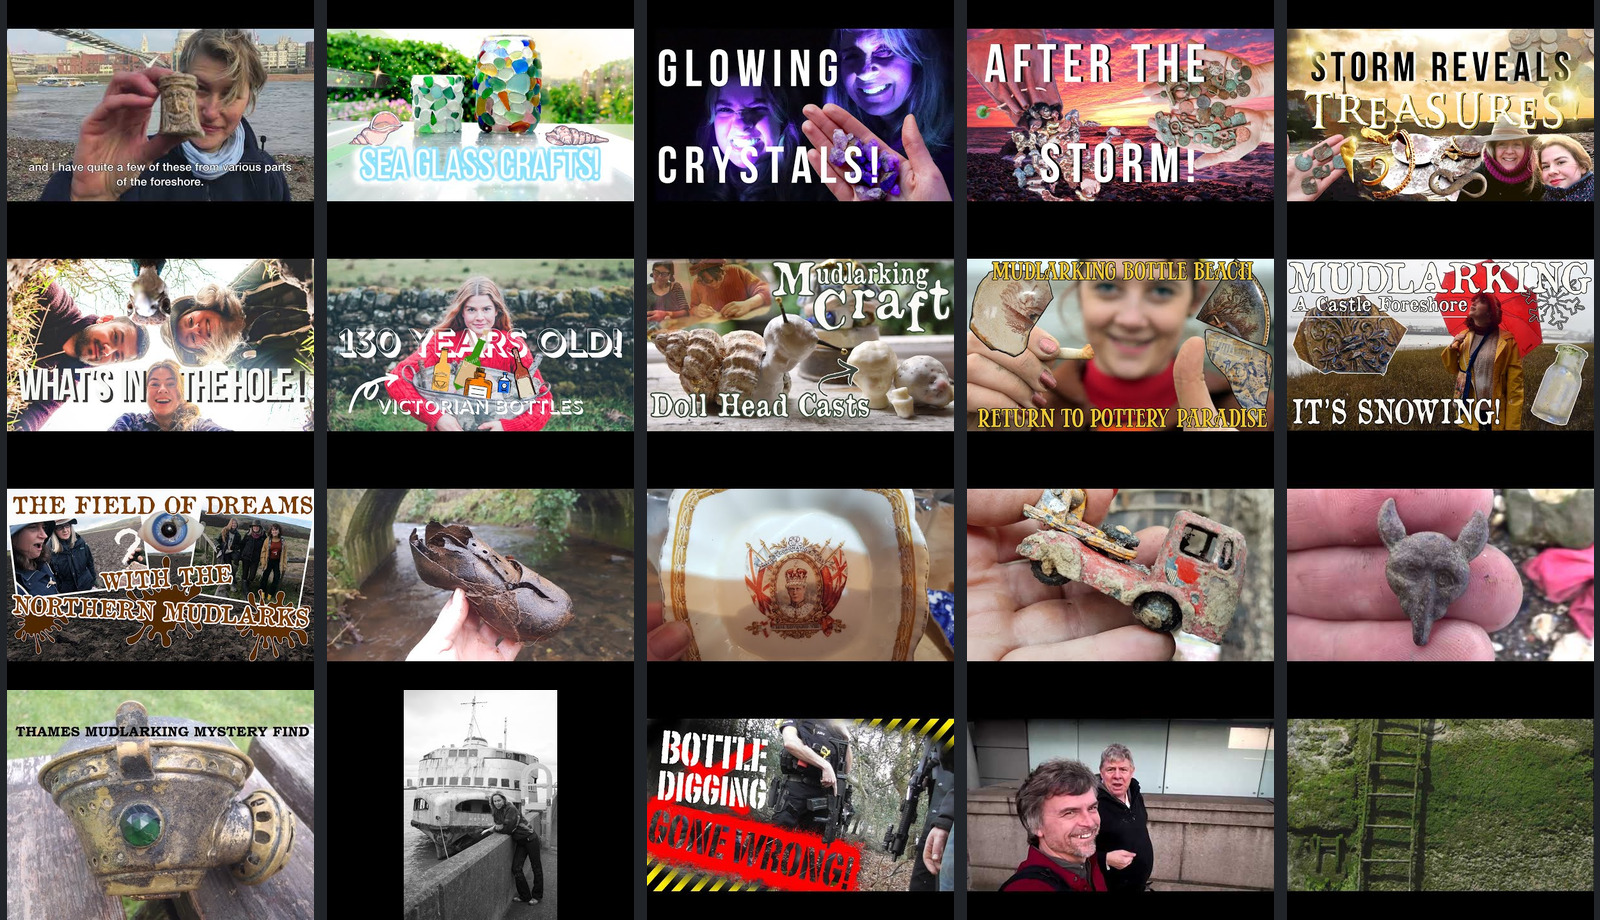 and I have quite a few of these from various parts
of the foreshore.
SEA GLASS CRAFTS!
GLOWING
CRYSTALS!
AFTER THE
STORM!
STORM REVEALS
TREASURES
WHAT'S IN THE HOLE!
130 YEARS OLD!
VICTORIAN BOTTLES
Mudlarking
Craft
Doll Head Casts
MUDLARKING BOTTLE BEACH
RETURN TO POTTERY PARADISE
MUDLARKING
A Castle Foreshore
IT'S SNOWING!
THE FIELD OF DREAMS
?
WITH THE
NORTHERN MUDLARKS
THAMES MUDLARKING MYSTERY FIND
BOTTLE
DIGGING
GONE WRONG!